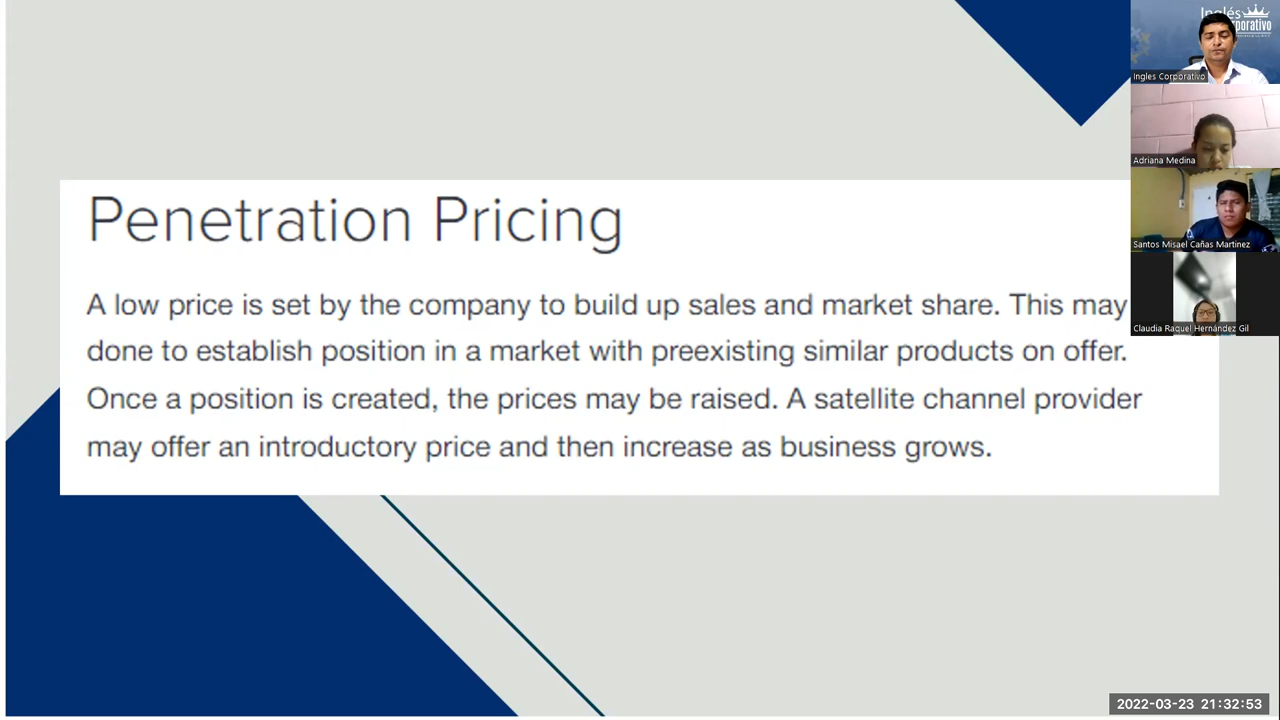 Penetration Pricing
A low price is set by the company to build up sales and market share. This may
done to establish position in a market with preexisting similar products on offer.
Once a position is created, the prices may be raised. A satellite channel provider
may offer an introductory price and then increase as business grows.
Inglés
Ingles Corporativo
Adriana Medina
Santos Misael Cañas Martinez
Claudia Raquel Hernández Gil
2022-03-23 21:32:53